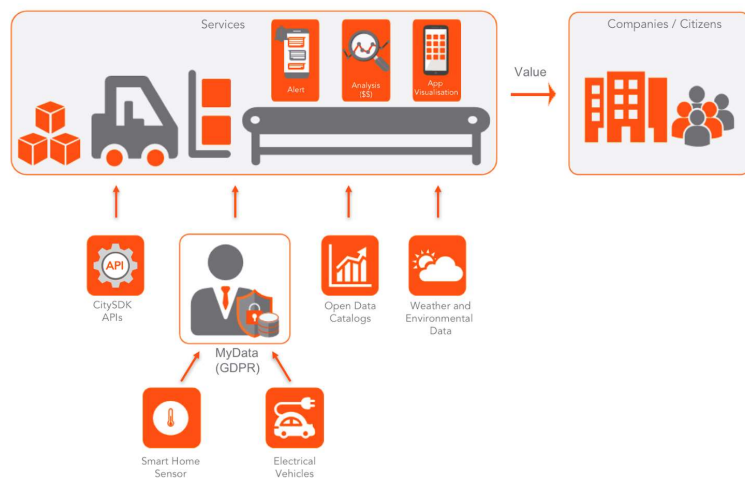 Services
Companies / Citizens
Alert
Analysis
($$)
App
Visualisation
Value
API
CitySDK
APIs
MyData
(GDPR)
Open Data
Catalogs
Weather and
Environmental
Data
Smart Home
Sensor
Electrical
Vehicles